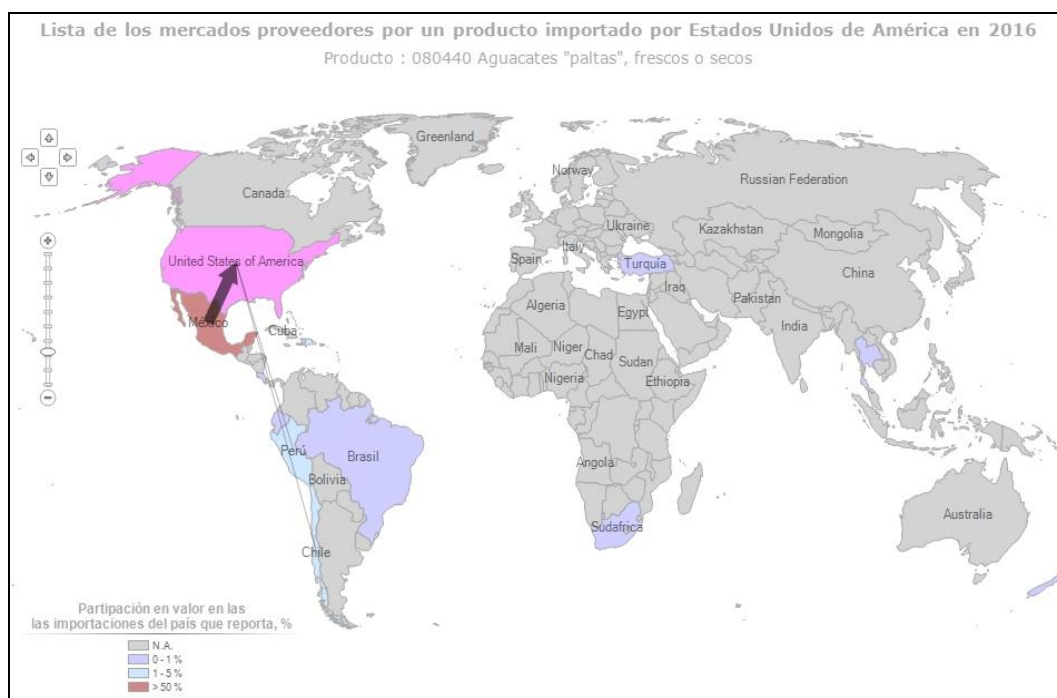 Lista de los mercados proveedores por un producto importado por Estados Unidos de América en 2016
Producto : 080440 Aguacates "paltas", frescos o secos
Greenland
Canada
Norway
Russian Federation
United States of America
Ukraine
Kazakhstan
Mongolia
Italy
Spain
Turquía
China
Iraq
Pakistan
México
Cuba
Algeria
Egypt
India
Mali
Niger
Chad
Sudan
Nigeria
Ethiopia
Perú
Brasil
Bolivia
Angola
Sudafrica
Australia
Chile
Partipación en valor en las
las importaciones del país que reporta, %
N.A.
0 - 1 %
1 - 5 %
> 50 %